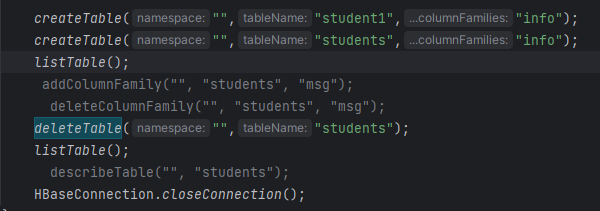 createTable( namespace: "", tableName: "student1", ...columnFamilies: "info");
createTable( namespace: "", tableName: "students", ...columnFamilies: "info");
listTable();
addColumnFamily("", "students", "msg");
deleteColumnFamily("", "students", "msg");
deleteTable( namespace: "", tableName: "students");
listTable();
describeTable("", "students");
HBaseConnection.closeConnection();